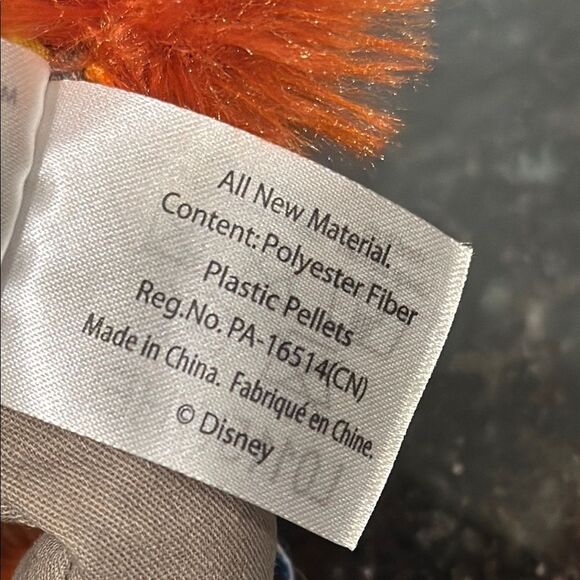 All New Material.
Content: Polyester Fiber
Plastic Pellets
Reg.No. PA-16514(CN)
Made in China. Fabriqué en Chine.
© Disney